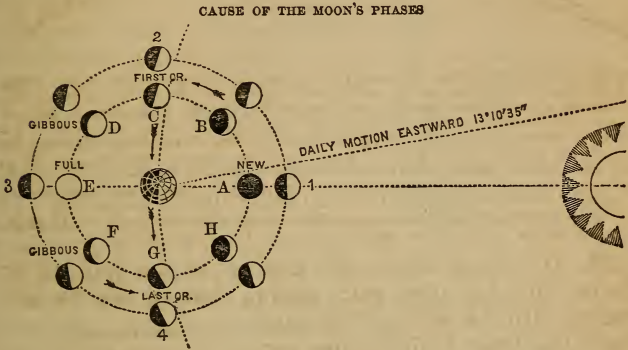 CAUSE OF THE MOON'S PHASES
2
FIRST QR.
C
GIBBOUS D
B
DAILY MOTION EASTWARD 13°10'35"
FULL
NEW
3 E A 1
F
H
GIBBOUS
G
LAST QR.
4